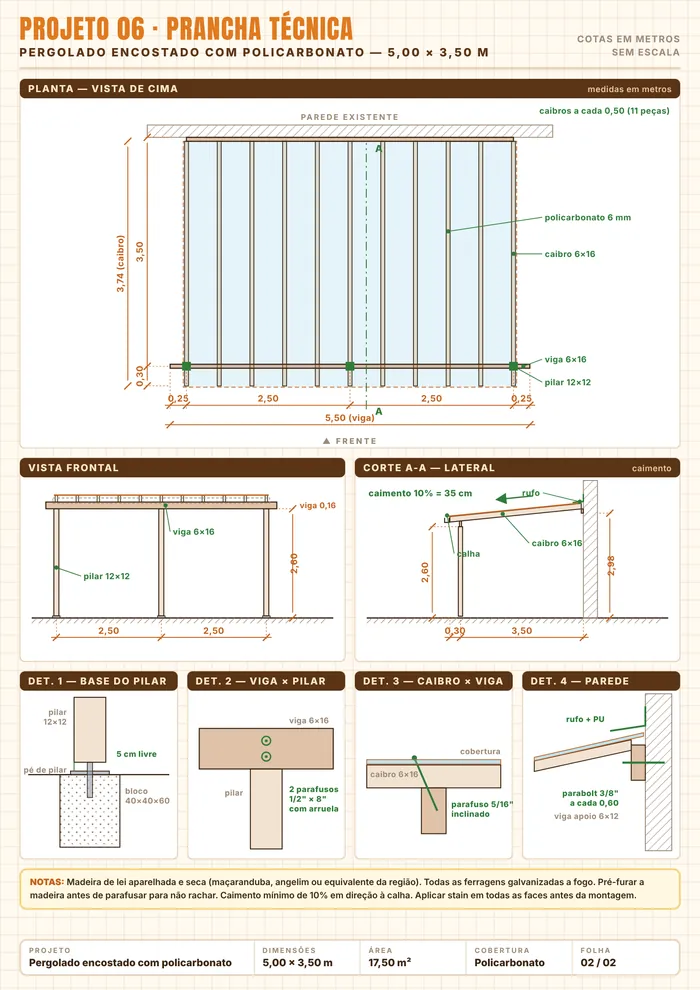 PROJETO 06 · PRANCHA TÉCNICA
PERGOLADO ENCOSTADO COM POLICARBONATO — 5,00 × 3,50 M
COTAS EM METROS
SEM ESCALA
PLANTA — VISTA DE CIMA
medidas em metros
caibros a cada 0,50 (11 peças)
PAREDE EXISTENTE
A
policarbonato 6 mm
3,74 (caibro)
3,50
caibro 6×16
viga 6×16
0,30
pilar 12×12
0,25
2,50
2,50
0,25
A
5,50 (viga)
▲ FRENTE
VISTA FRONTAL
viga 0,16
viga 6×16
2,60
pilar 12×12
2,50
2,50
CORTE A-A — LATERAL
caimento
caimento 10% = 35 cm
rufo
caibro 6×16
calha
2,60
2,98
0,30
3,50
DET. 1 — BASE DO PILAR
pilar
12×12
5 cm livre
pé de pilar
bloco
40×40×60
DET. 2 — VIGA × PILAR
viga 6×16
pilar
2 parafusos
1/2" × 8"
com arruela
DET. 3 — CAIBRO × VIGA
cobertura
caibro 6×16
parafuso 5/16"
inclinado
DET. 4 — PAREDE
rufo + PU
parabolt 3/8"
a cada 0,60
viga apoio 6×12
NOTAS: Madeira de lei aparelhada e seca (maçaranduba, angelim ou equivalente da região). Todas as ferragens galvanizadas a fogo. Pré-furar a
madeira antes de parafusar para não rachar. Caimento mínimo de 10% em direção à calha. Aplicar stain em todas as faces antes da montagem.
PROJETO
Pergolado encostado com policarbonato
DIMENSÕES
5,00 × 3,50 m
ÁREA
17,50 m²
COBERTURA
Policarbonato
FOLHA
02 / 02